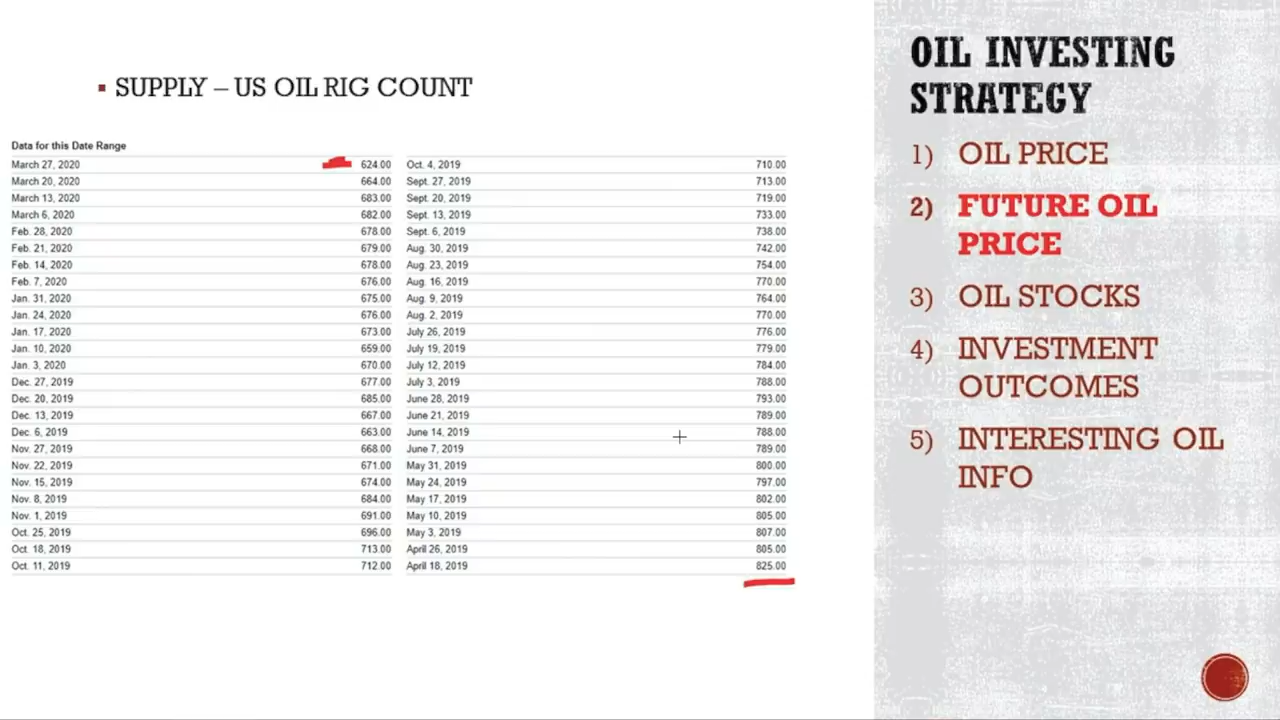 SUPPLY – US OIL RIG COUNT
Data for this Date Range
March 27, 2020 624.00 Oct. 4, 2019 710.00
March 20, 2020 664.00 Sept. 27, 2019 713.00
March 13, 2020 683.00 Sept. 20, 2019 719.00
March 6, 2020 682.00 Sept. 13, 2019 733.00
Feb. 28, 2020 678.00 Sept. 6, 2019 738.00
Feb. 21, 2020 679.00 Aug. 30, 2019 742.00
Feb. 14, 2020 678.00 Aug. 23, 2019 754.00
Feb. 7, 2020 676.00 Aug. 16, 2019 770.00
Jan. 31, 2020 675.00 Aug. 9, 2019 764.00
Jan. 24, 2020 676.00 Aug. 2, 2019 770.00
Jan. 17, 2020 673.00 July 26, 2019 776.00
Jan. 10, 2020 659.00 July 19, 2019 779.00
Jan. 3, 2020 670.00 July 12, 2019 784.00
Dec. 27, 2019 677.00 July 3, 2019 788.00
Dec. 20, 2019 685.00 June 28, 2019 793.00
Dec. 13, 2019 667.00 June 21, 2019 789.00
Dec. 6, 2019 663.00 June 14, 2019 788.00
Nov. 27, 2019 668.00 June 7, 2019 789.00
Nov. 22, 2019 671.00 May 31, 2019 800.00
Nov. 15, 2019 674.00 May 24, 2019 797.00
Nov. 8, 2019 684.00 May 17, 2019 802.00
Nov. 1, 2019 691.00 May 10, 2019 805.00
Oct. 25, 2019 696.00 May 3, 2019 807.00
Oct. 18, 2019 713.00 April 26, 2019 805.00
Oct. 11, 2019 712.00 April 18, 2019 825.00
OIL INVESTING
STRATEGY
1) OIL PRICE
2) FUTURE OIL
PRICE
3) OIL STOCKS
4) INVESTMENT
OUTCOMES
5) INTERESTING OIL
INFO